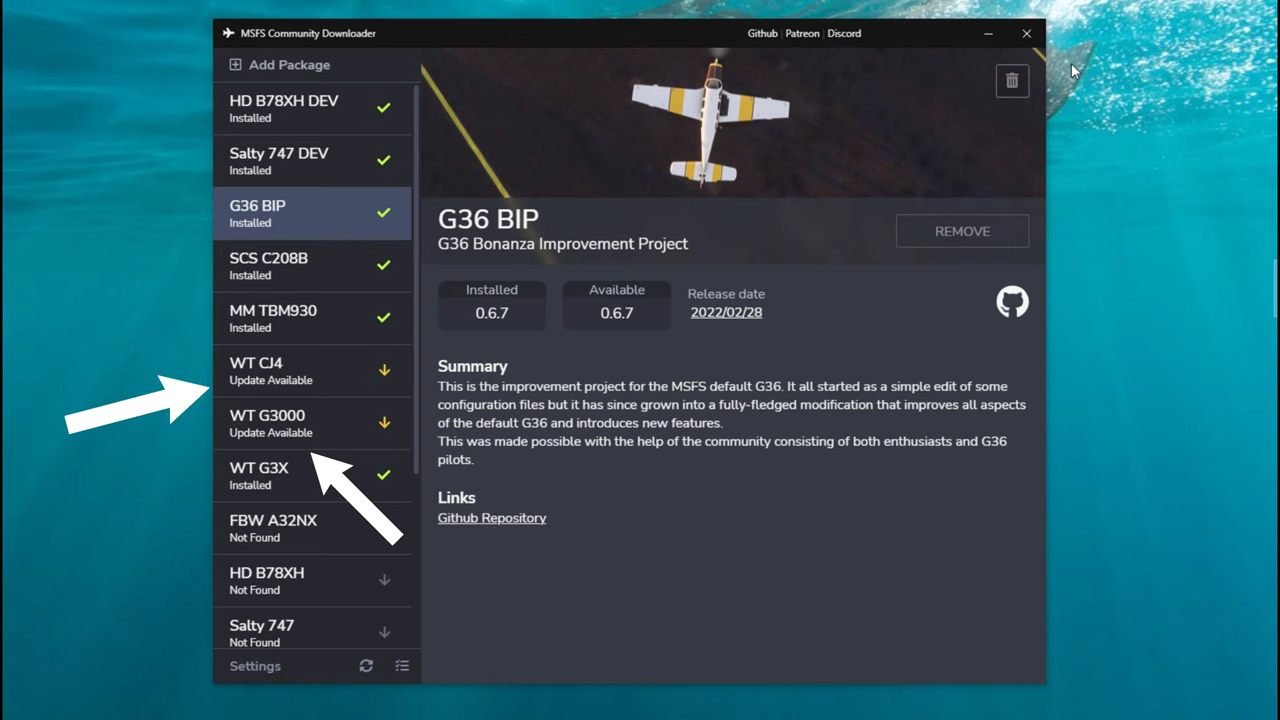 MSFS Community Downloader
Github | Patreon | Discord
Add Package
HD B78XH DEV
Installed
Salty 747 DEV
Installed
G36 BIP
Installed
SCS C208B
Installed
MM TBM930
Installed
WT CJ4
Update Available
WT G3000
Update Available
WT G3X
Installed
FBW A32NX
Not Found
HD B78XH
Not Found
Salty 747
Not Found
Settings
G36 BIP
G36 Bonanza Improvement Project
REMOVE
Installed
0.6.7
Available
0.6.7
Release date
2022/02/28
Summary
This is the improvement project for the MSFS default G36. It all started as a simple edit of some
configuration files but it has since grown into a fully-fledged modification that improves all aspects
of the default G36 and introduces new features.
This was made possible with the help of the community consisting of both enthusiasts and G36
pilots.
Links
Github Repository